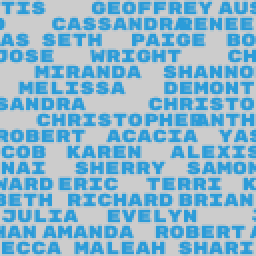 TIS GEOFFREY AUS
CASSANDRA RENEE
AS SETH PAIGE BO
JOSE WRIGHT CH
MIRANDA SHANNO
MELISSA DEMONT
SANDRA CHRISTO
CHRISTOPHER ANTH
ROBERT ACACIA YAS
COB KAREN ALEXIS
NAI SHERRY SAMON
WARD ERIC TERRI K
BETH RICHARD BRIAN
JULIA EVELYN
HAN AMANDA ROBERT A
ECCA MALEAH SHARI